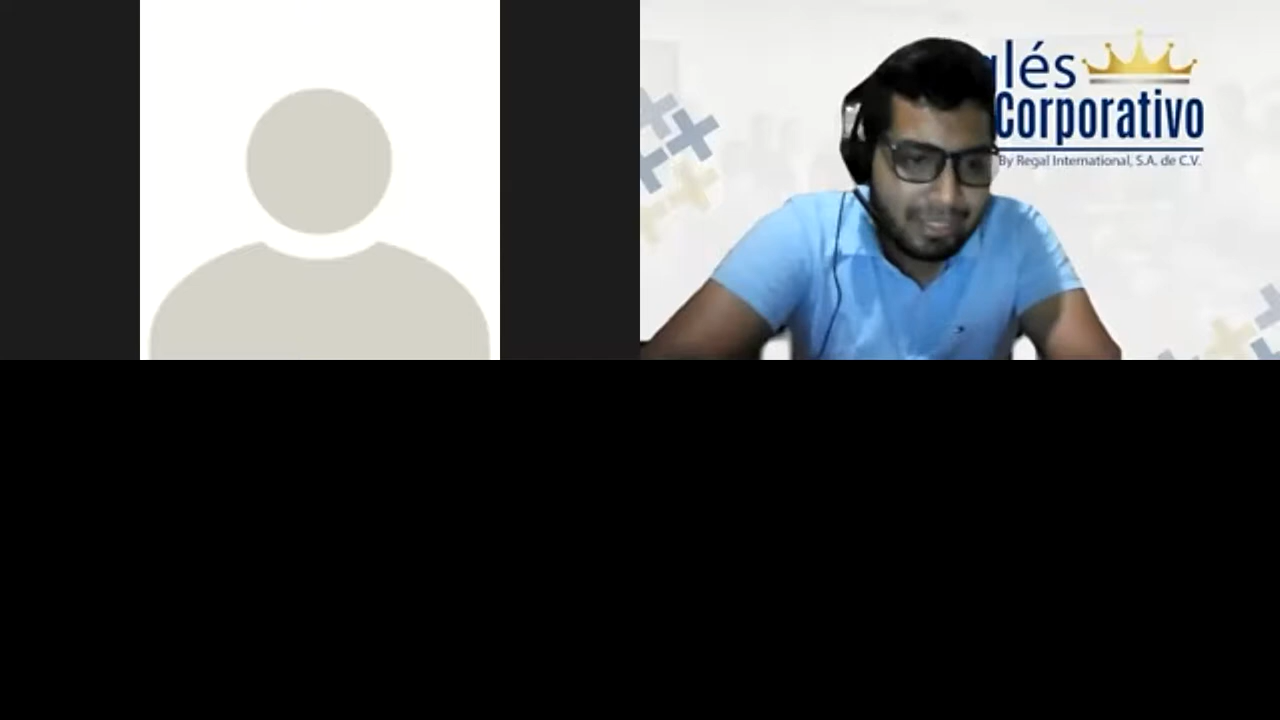 glés
Corporativo
By Regal International, S.A. de C.V.